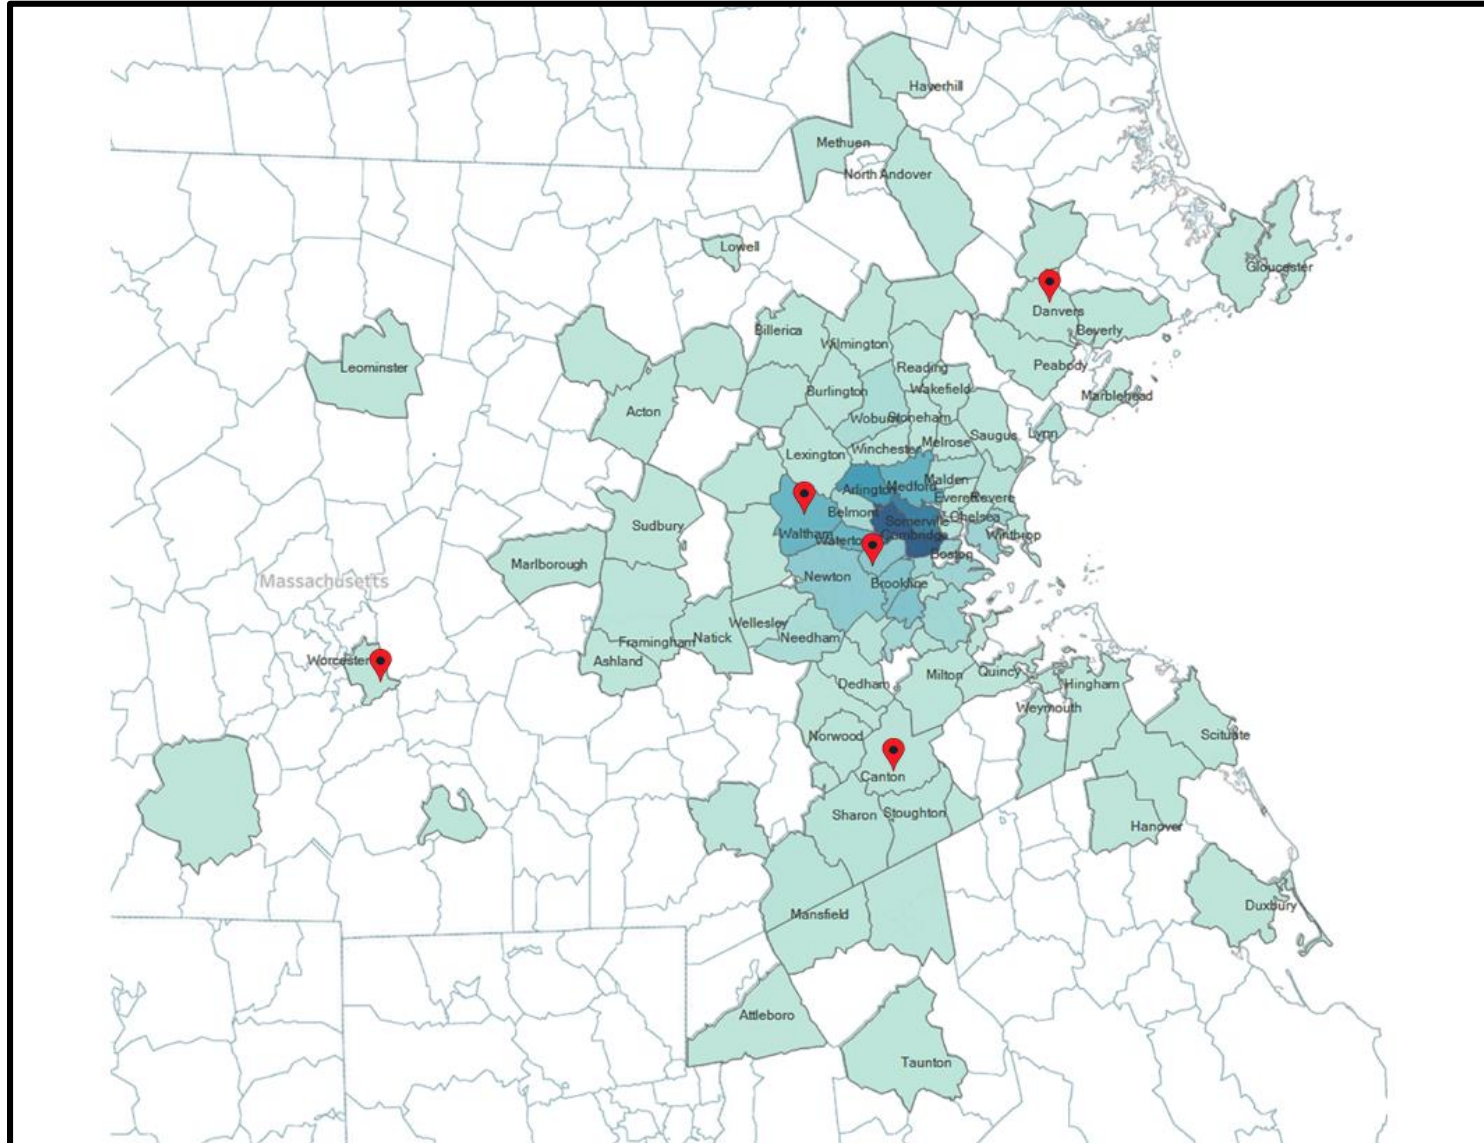 Haverhill
Methuen
North Andover
Lowell
Gloucester
Danvers
Billerica
Beverly
Wilmington
Reading
Peabody
Leominster
Burlington
Wakefield
Marblehead
Acton
Woburn
Stoneham
Saugus
Lynn
Melrose
Winchester
Lexington
Malden
Arlington
Medford
Everett
Revere
Belmont
Somerville
Chelsea
Sudbury
Waltham
Cambridge
Winthrop
Boston
Marlborough
Newton
Brookline
Massachusetts
Wellesley
Needham
Natick
Framingham
Ashland
Worcester
Milton
Quincy
Dedham
Hingham
Weymouth
Norwood
Scituate
Canton
Sharon
Stoughton
Hanover
Duxbury
Mansfield
Attleboro
Taunton